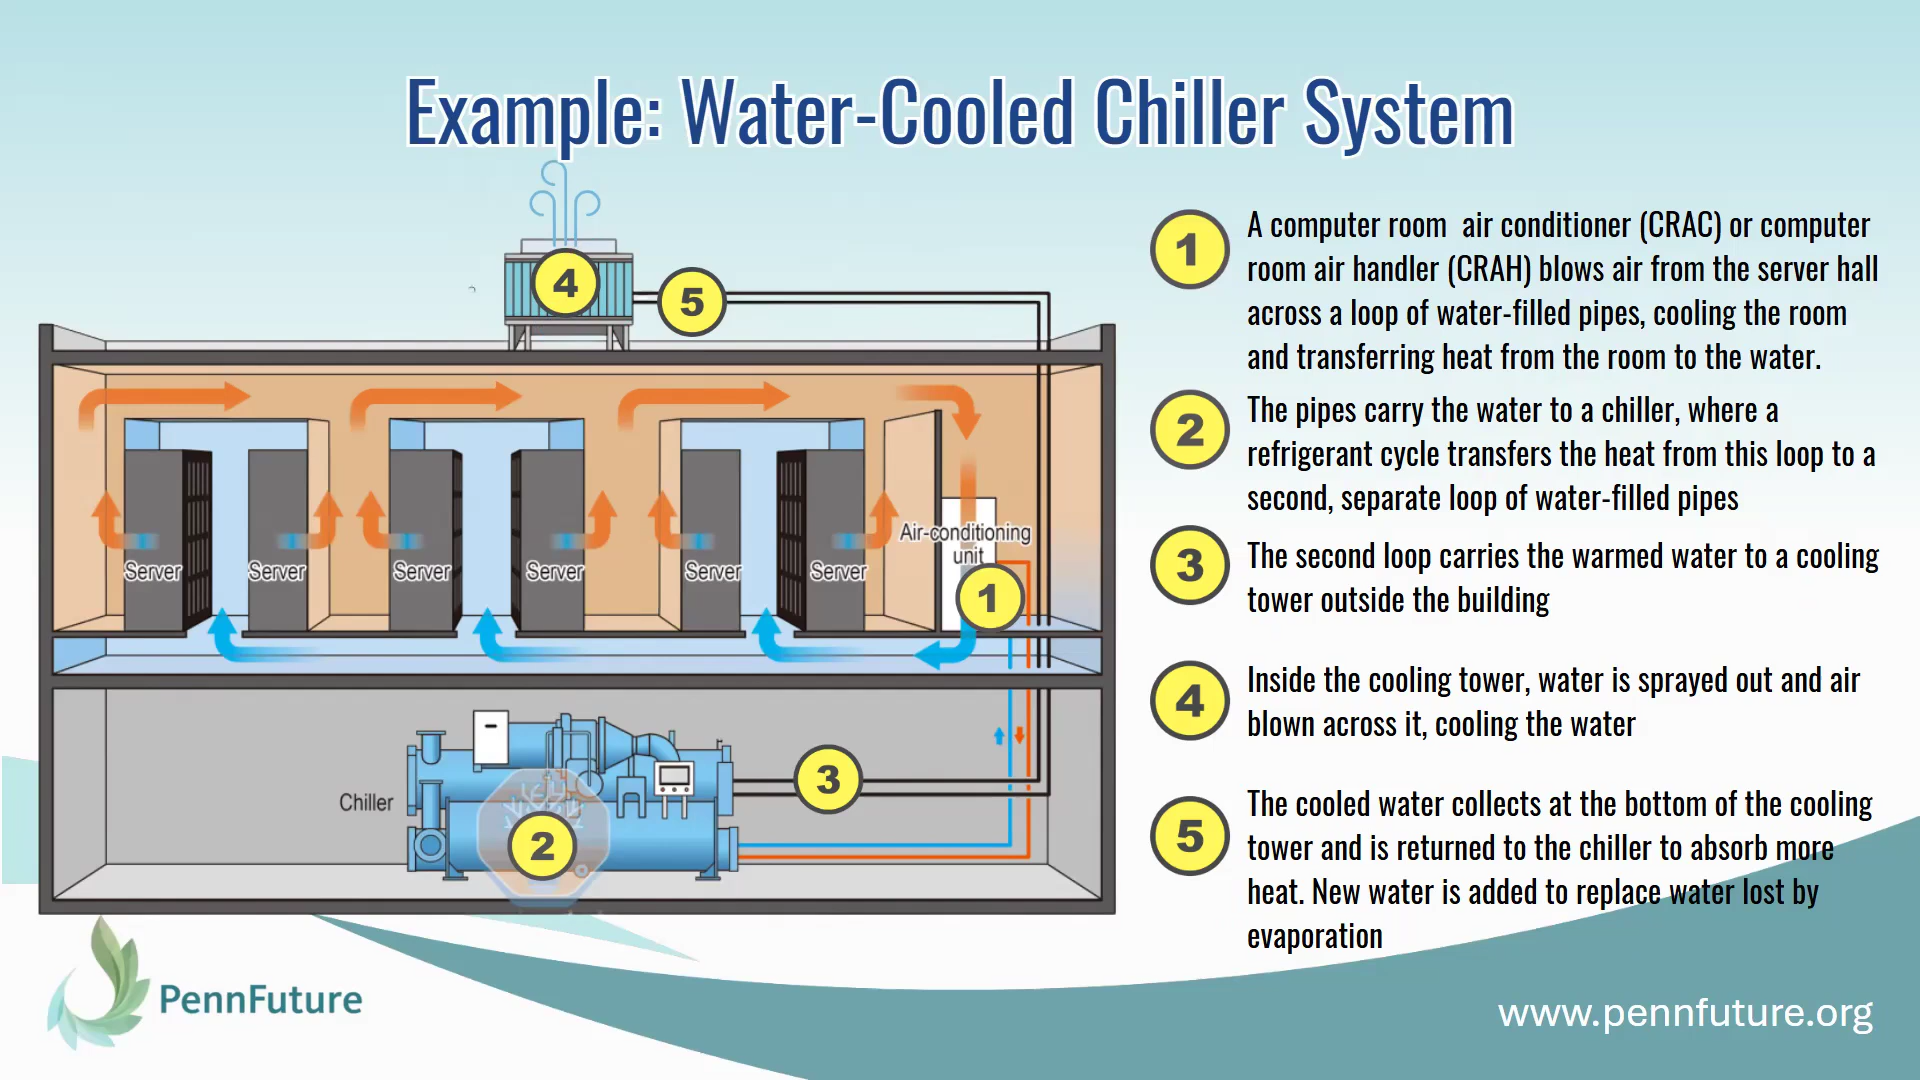 Example: Water-Cooled Chiller System
4
5
Server
Server
Server
Server
Server
Server
Air-conditioning
unit
1
Chiller
3
2
1
A computer room air conditioner (CRAC) or computer
room air handler (CRAH) blows air from the server hall
across a loop of water-filled pipes, cooling the room
and transferring heat from the room to the water.
2
The pipes carry the water to a chiller, where a
refrigerant cycle transfers the heat from this loop to a
second, separate loop of water-filled pipes
3
The second loop carries the warmed water to a cooling
tower outside the building
4
Inside the cooling tower, water is sprayed out and air
blown across it, cooling the water
5
The cooled water collects at the bottom of the cooling
tower and is returned to the chiller to absorb more
heat. New water is added to replace water lost by
evaporation
PennFuture
www.pennfuture.org